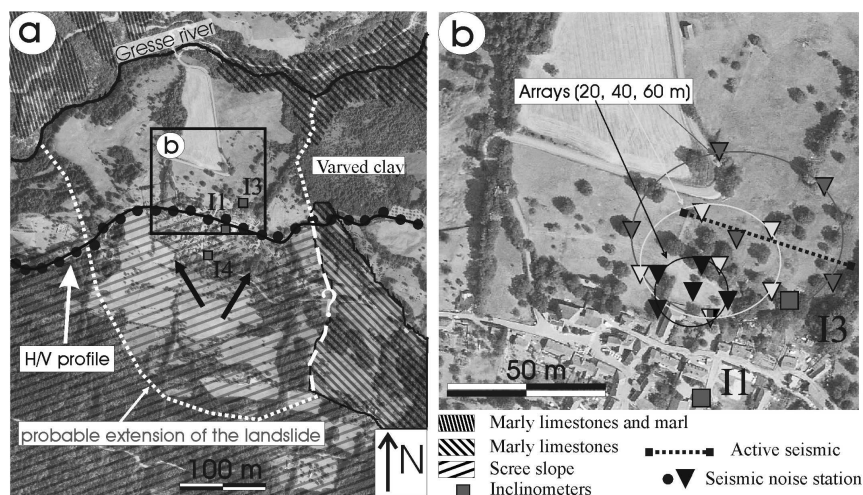 a
Gresse river
b
Varved clay
I3
I1
I4
H/V profile
?
probable extension of the landslide
100 m
N
b
Arrays (20, 40, 60 m)
I3
50 m
I1
Marly limestones and marl
Marly limestones
Scree slope
Inclinometers
Active seismic
Seismic noise station